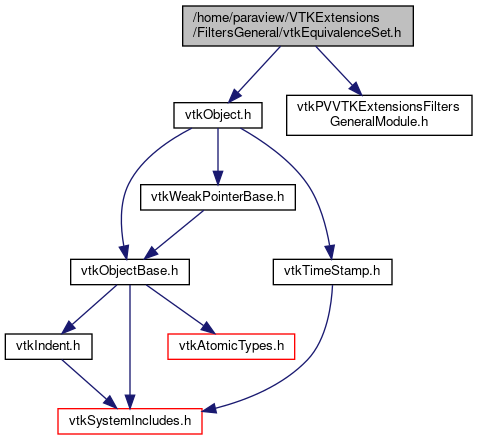 /home/paraview/VTKExtensions
/FiltersGeneral/vtkEquivalenceSet.h
vtkObject.h
vtkPVVTKExtensionsFilters
GeneralModule.h
vtkWeakPointerBase.h
vtkObjectBase.h
vtkTimeStamp.h
vtkIndent.h
vtkAtomicTypes.h
vtkSystemIncludes.h